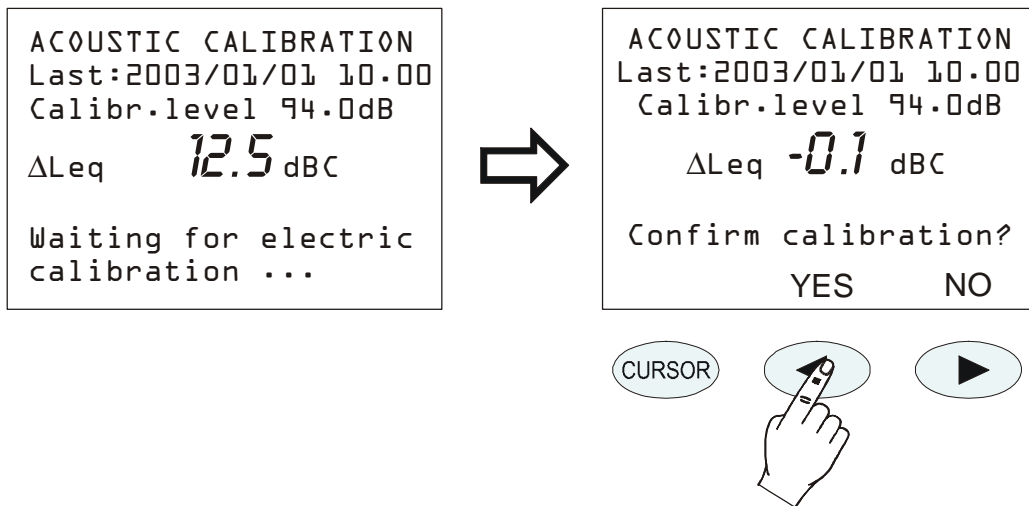 ACOUSTIC CALIBRATION
Last:2003/01/01 10.00
Calibr.level 94.0dB
ΔLeq 12.5 dBC
Waiting for electric
calibration ...
ACOUSTIC CALIBRATION
Last:2003/01/01 10.00
Calibr.level 94.0dB
ΔLeq -0.1 dBC
Confirm calibration?
YES NO
CURSOR